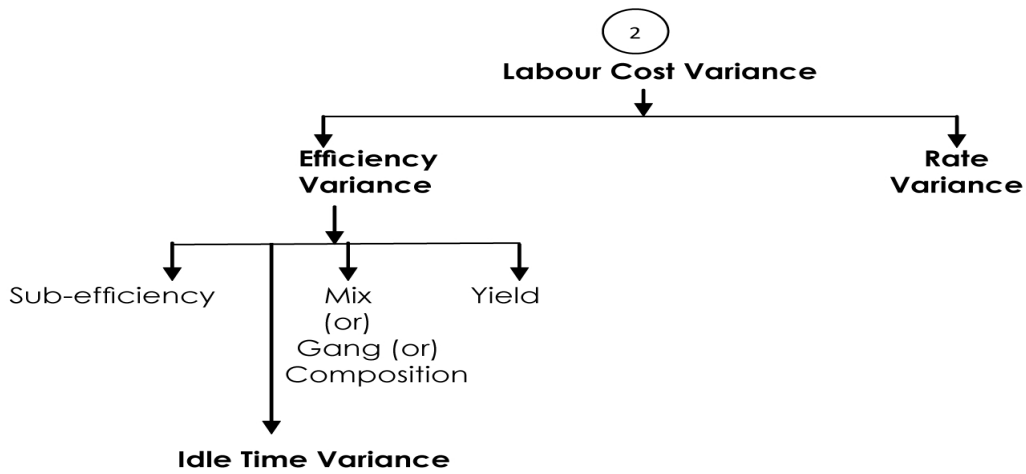 2
Labour Cost Variance
Efficiency
Variance
Rate
Variance
Sub-efficiency
Mix
(or)
Gang (or)
Composition
Yield
Idle Time Variance